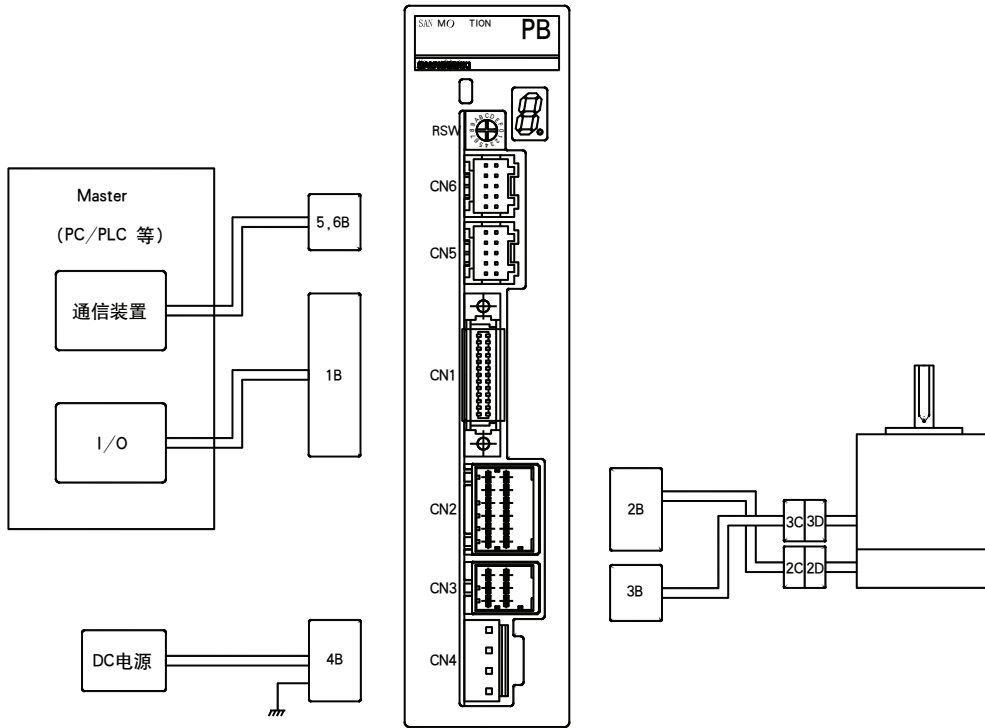 SAN MO TION
PB
RSW
CN6
CN5
CN1
CN2
CN3
CN4
Master
(PC/PLC 等)
通信装置
I/O
5,6B
1B
DC电源
4B
2B
3B
3C 3D
2C 2D